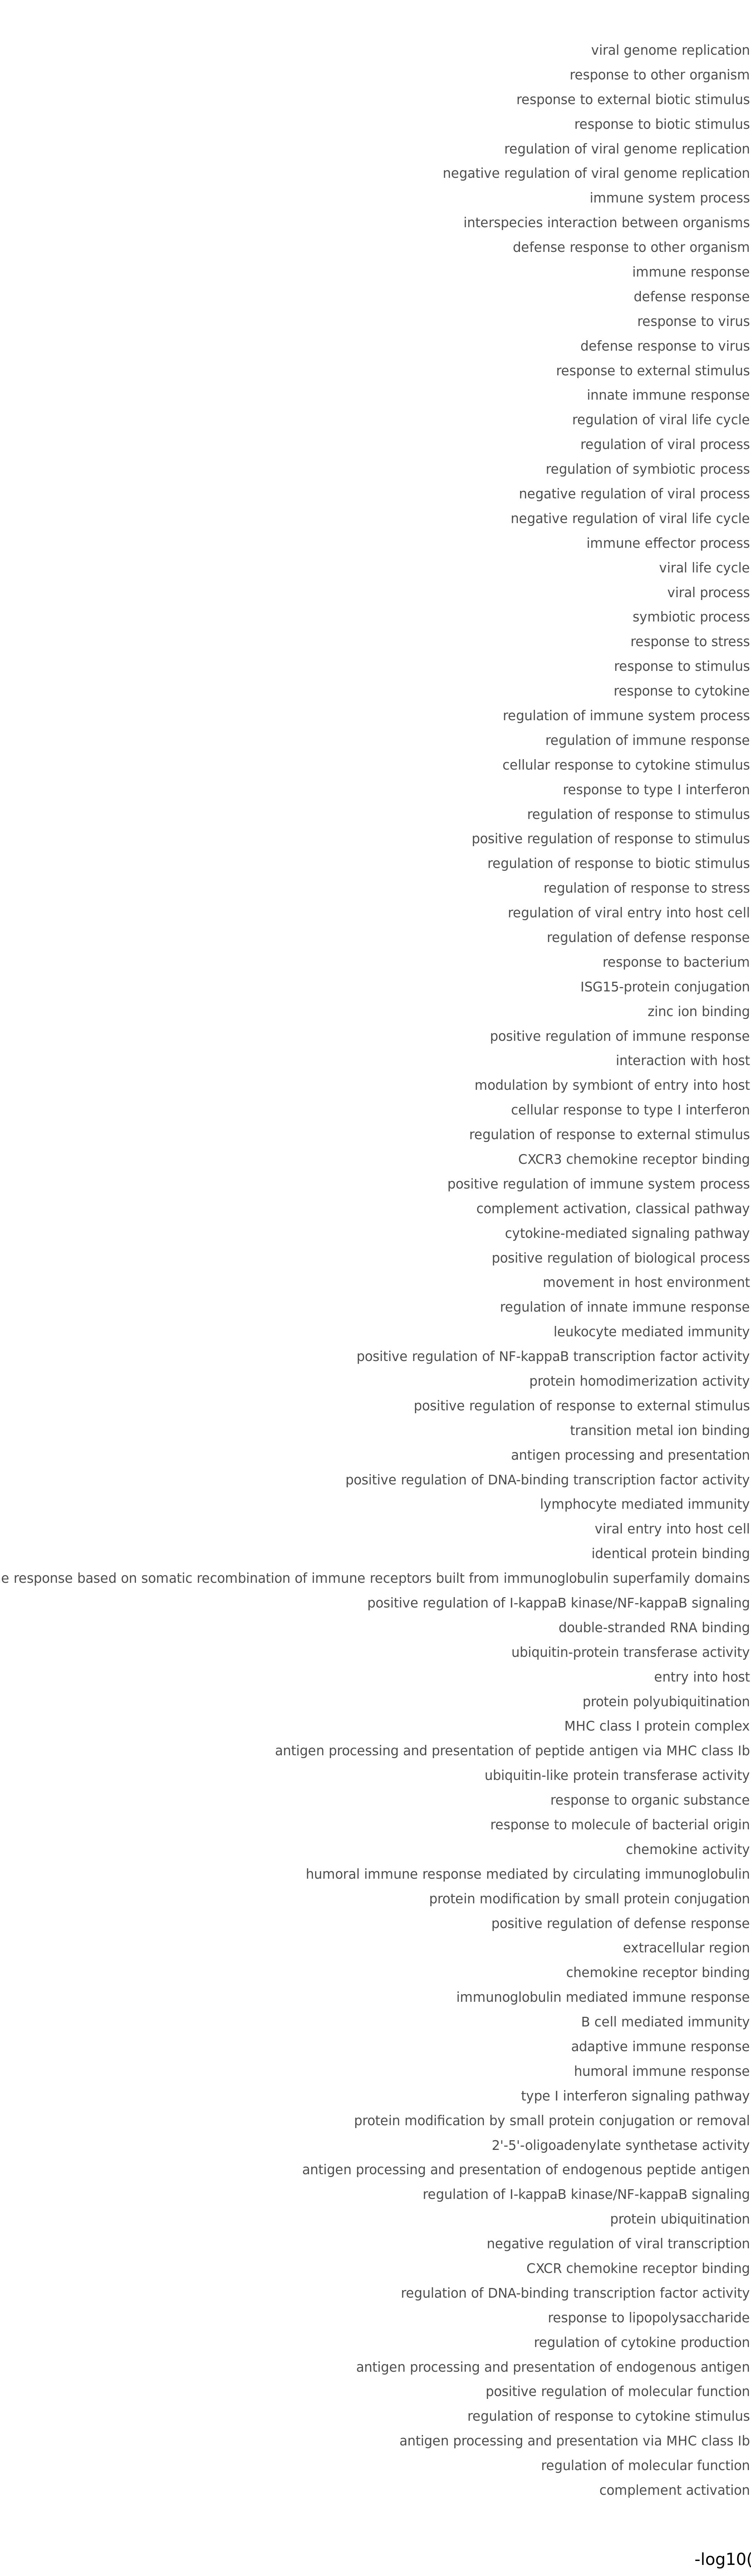 viral genome replication
response to other organism
response to external biotic stimulus
response to biotic stimulus
regulation of viral genome replication
negative regulation of viral genome replication
immune system process
interspecies interaction between organisms
defense response to other organism
immune response
defense response
response to virus
defense response to virus
response to external stimulus
innate immune response
regulation of viral life cycle
regulation of viral process
regulation of symbiotic process
negative regulation of viral process
negative regulation of viral life cycle
immune effector process
viral life cycle
viral process
symbiotic process
response to stress
response to stimulus
response to cytokine
regulation of immune system process
regulation of immune response
cellular response to cytokine stimulus
response to type I interferon
regulation of response to stimulus
positive regulation of response to stimulus
regulation of response to biotic stimulus
regulation of response to stress
regulation of viral entry into host cell
regulation of defense response
response to bacterium
ISG15-protein conjugation
zinc ion binding
positive regulation of immune response
interaction with host
modulation by symbiont of entry into host
cellular response to type I interferon
regulation of response to external stimulus
CXCR3 chemokine receptor binding
positive regulation of immune system process
complement activation, classical pathway
cytokine-mediated signaling pathway
positive regulation of biological process
movement in host environment
regulation of innate immune response
leukocyte mediated immunity
positive regulation of NF-kappaB transcription factor activity
protein homodimerization activity
positive regulation of response to external stimulus
transition metal ion binding
antigen processing and presentation
positive regulation of DNA-binding transcription factor activity
lymphocyte mediated immunity
viral entry into host cell
identical protein binding
e response based on somatic recombination of immune receptors built from immunoglobulin superfamily domains
positive regulation of I-kappaB kinase/NF-kappaB signaling
double-stranded RNA binding
ubiquitin-protein transferase activity
entry into host
protein polyubiquitination
MHC class I protein complex
antigen processing and presentation of peptide antigen via MHC class Ib
ubiquitin-like protein transferase activity
response to organic substance
response to molecule of bacterial origin
chemokine activity
humoral immune response mediated by circulating immunoglobulin
protein modification by small protein conjugation
positive regulation of defense response
extracellular region
chemokine receptor binding
immunoglobulin mediated immune response
B cell mediated immunity
adaptive immune response
humoral immune response
type I interferon signaling pathway
protein modification by small protein conjugation or removal
2'-5'-oligoadenylate synthetase activity
antigen processing and presentation of endogenous peptide antigen
regulation of I-kappaB kinase/NF-kappaB signaling
protein ubiquitination
negative regulation of viral transcription
CXCR chemokine receptor binding
regulation of DNA-binding transcription factor activity
response to lipopolysaccharide
regulation of cytokine production
antigen processing and presentation of endogenous antigen
positive regulation of molecular function
regulation of response to cytokine stimulus
antigen processing and presentation via MHC class Ib
regulation of molecular function
complement activation
-log10(